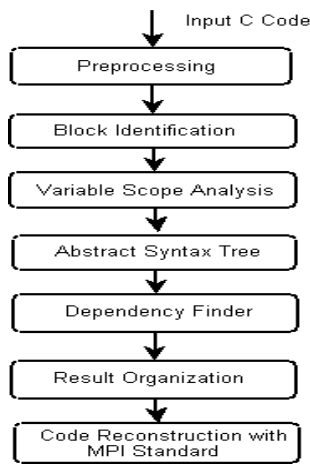 Input C Code
Preprocessing
Block Identification
Variable Scope Analysis
Abstract Syntax Tree
Dependency Finder
Result Organization
Code Reconstruction with
MPI Standard